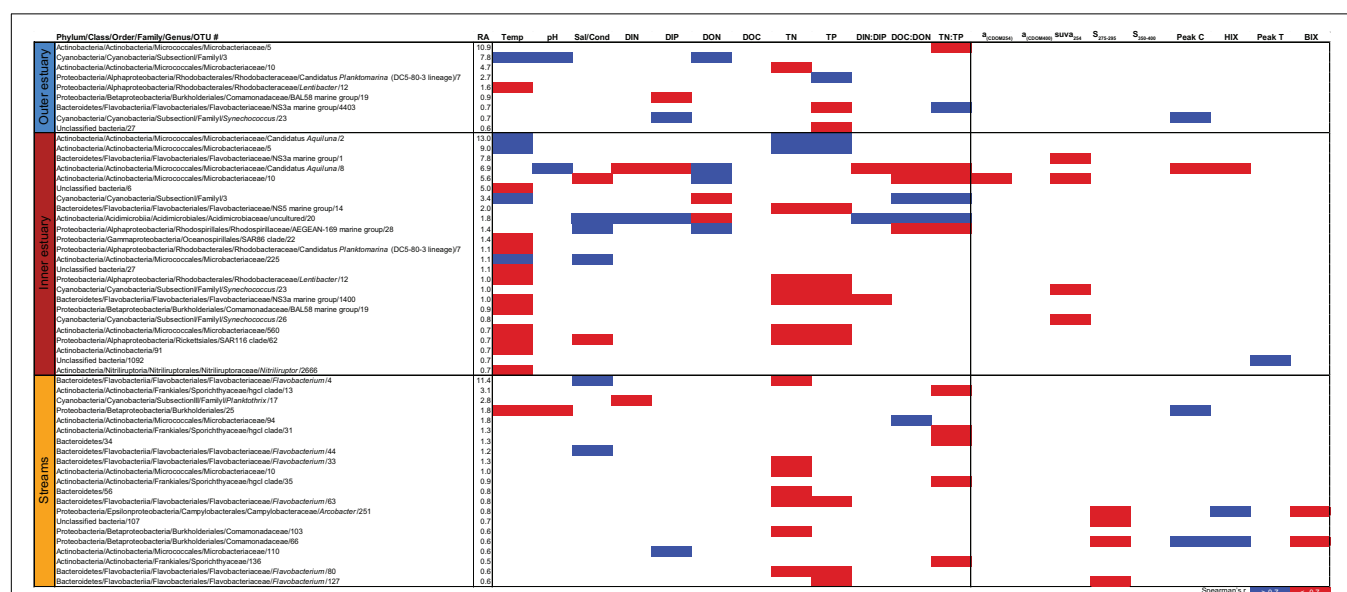 Phylum/Class/Order/Family/Genus/OTU # RA Temp pH Sal/Cond DIN DIP DON DOC TN TP DIN:DIP DOC:DON TN:TP a(CDOM254) a(CDOM400) suva254 S275-295 S350-400 Peak C HIX Peak T BIX
Outer estuary
Actinobacteria/Actinobacteria/Micrococcales/Microbacteriaceae/5 10.9
Cyanobacteria/Cyanobacteria/SubsectionI/FamilyI/3 7.8
Actinobacteria/Actinobacteria/Micrococcales/Microbacteriaceae/10 4.7
Proteobacteria/Alphaproteobacteria/Rhodobacterales/Rhodobacteraceae/Candidatus Planktomarina (DC5-80-3 lineage)/7 2.7
Proteobacteria/Alphaproteobacteria/Rhodobacterales/Rhodobacteraceae/Lentibacter/12 1.6
Proteobacteria/Betaproteobacteria/Burkholderiales/Comamonadaceae/BAL58 marine group/19 0.9
Bacteroidetes/Flavobacteriia/Flavobacteriales/Flavobacteriaceae/NS3a marine group/4403 0.7
Cyanobacteria/Cyanobacteria/SubsectionI/FamilyI/Synechococcus/23 0.7
Unclassified bacteria/27 0.6
Inner estuary
Actinobacteria/Actinobacteria/Micrococcales/Microbacteriaceae/Candidatus Aquiluna/2 13.0
Actinobacteria/Actinobacteria/Micrococcales/Microbacteriaceae/5 9.0
Bacteroidetes/Flavobacteriia/Flavobacteriales/Flavobacteriaceae/NS3a marine group/1 7.8
Actinobacteria/Actinobacteria/Micrococcales/Microbacteriaceae/Candidatus Aquiluna/8 6.9
Actinobacteria/Actinobacteria/Micrococcales/Microbacteriaceae/10 5.6
Unclassified bacteria/6 5.0
Cyanobacteria/Cyanobacteria/SubsectionI/FamilyI/3 3.4
Bacteroidetes/Flavobacteriia/Flavobacteriales/Flavobacteriaceae/NS5 marine group/14 2.0
Actinobacteria/Acidimicrobiia/Acidimicrobiales/Acidimicrobiaceae/uncultured/20 1.8
Proteobacteria/Alphaproteobacteria/Rhodospirillales/Rhodospirillaceae/AEGEAN-169 marine group/28 1.4
Proteobacteria/Gammaproteobacteria/Oceanospirillales/SAR86 clade/22 1.4
Proteobacteria/Alphaproteobacteria/Rhodobacterales/Rhodobacteraceae/Candidatus Planktomarina (DC5-80-3 lineage)/7 1.1
Actinobacteria/Actinobacteria/Micrococcales/Microbacteriaceae/225 1.1
Unclassified bacteria/27 1.1
Proteobacteria/Alphaproteobacteria/Rhodobacterales/Rhodobacteraceae/Lentibacter/12 1.0
Cyanobacteria/Cyanobacteria/SubsectionI/FamilyI/Synechococcus/23 1.0
Bacteroidetes/Flavobacteriia/Flavobacteriales/Flavobacteriaceae/NS3a marine group/1400 1.0
Proteobacteria/Betaproteobacteria/Burkholderiales/Comamonadaceae/BAL58 marine group/19 0.9
Cyanobacteria/Cyanobacteria/SubsectionI/FamilyI/Synechococcus/26 0.8
Actinobacteria/Actinobacteria/Micrococcales/Microbacteriaceae/560 0.7
Proteobacteria/Alphaproteobacteria/Rickettsiales/SAR116 clade/62 0.7
Actinobacteria/Actinobacteria/91 0.7
Unclassified bacteria/1092 0.7
Actinobacteria/Nitriliruptoria/Nitriliruptorales/Nitriliruptoraceae/Nitriliruptor/2666 0.7
Streams
Bacteroidetes/Flavobacteriia/Flavobacteriales/Flavobacteriaceae/Flavobacterium/4 11.4
Actinobacteria/Actinobacteria/Frankiales/Sporichthyaceae/hgcI clade/13 3.1
Cyanobacteria/Cyanobacteria/SubsectionIII/FamilyI/Planktothrix/17 2.8
Proteobacteria/Betaproteobacteria/Burkholderiales/25 1.8
Actinobacteria/Actinobacteria/Micrococcales/Microbacteriaceae/94 1.8
Actinobacteria/Actinobacteria/Frankiales/Sporichthyaceae/hgcI clade/31 1.3
Bacteroidetes/34 1.3
Bacteroidetes/Flavobacteriia/Flavobacteriales/Flavobacteriaceae/Flavobacterium/44 1.2
Bacteroidetes/Flavobacteriia/Flavobacteriales/Flavobacteriaceae/Flavobacterium/33 1.3
Actinobacteria/Actinobacteria/Micrococcales/Microbacteriaceae/10 1.0
Actinobacteria/Actinobacteria/Frankiales/Sporichthyaceae/hgcI clade/35 0.9
Bacteroidetes/56 0.8
Bacteroidetes/Flavobacteriia/Flavobacteriales/Flavobacteriaceae/Flavobacterium/63 0.8
Proteobacteria/Epsilonproteobacteria/Campylobacterales/Campylobacteraceae/Arcobacter/251 0.8
Unclassified bacteria/107 0.7
Proteobacteria/Betaproteobacteria/Burkholderiales/Comamonadaceae/103 0.6
Proteobacteria/Betaproteobacteria/Burkholderiales/Comamonadaceae/66 0.6
Actinobacteria/Actinobacteria/Micrococcales/Microbacteriaceae/110 0.6
Actinobacteria/Actinobacteria/Frankiales/Sporichthyaceae/136 0.5
Bacteroidetes/Flavobacteriia/Flavobacteriales/Flavobacteriaceae/Flavobacterium/80 0.6
Bacteroidetes/Flavobacteriia/Flavobacteriales/Flavobacteriaceae/Flavobacterium/127 0.6
Spearman's r